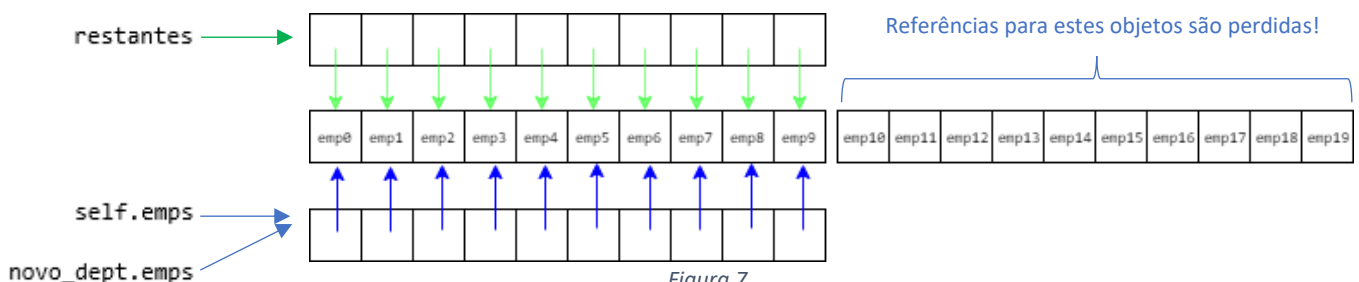 restantes
Referências para estes objetos são perdidas!
emp0 emp1 emp2 emp3 emp4 emp5 emp6 emp7 emp8 emp9 emp10 emp11 emp12 emp13 emp14 emp15 emp16 emp17 emp18 emp19
self.emps
novo_dept.emps
Figura 7